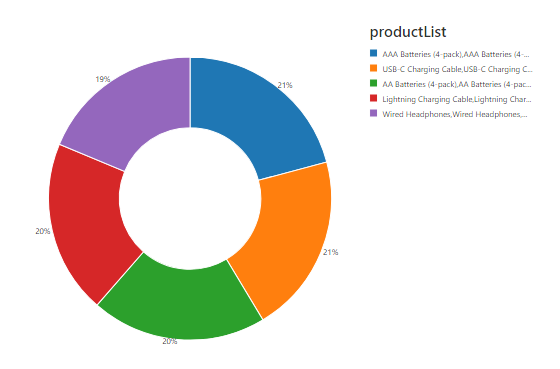 productList
AAA Batteries (4-pack),AAA Batteries (4-...
USB-C Charging Cable,USB-C Charging C...
AA Batteries (4-pack),AA Batteries (4-pac...
Lightning Charging Cable,Lightning Char...
Wired Headphones,Wired Headphones,...
19%
21%
20%
21%
20%